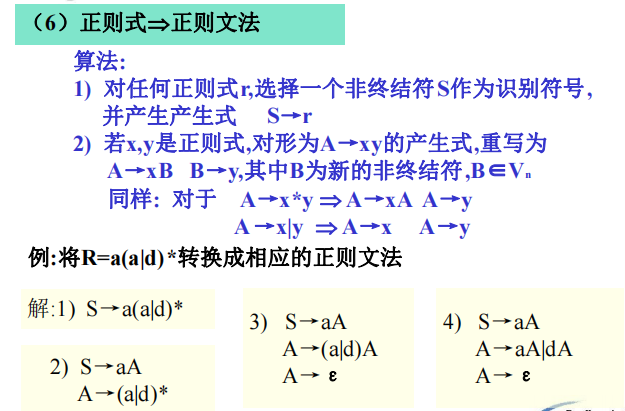 （6）正则式⇒正则文法
算法:
1) 对任何正则式r,选择一个非终结符S作为识别符号,
并产生产生式 S→r
2) 若x,y是正则式,对形为A→xy的产生式,重写为
A→xB B→y,其中B为新的非终结符,B∈Vₙ
同样: 对于 A→x*y ⇒ A→xA A→y
A→x|y ⇒ A→x A→y
例:将R=a(a|d)*转换成相应的正则文法
解:1) S→a(a|d)*
2) S→aA
A→(a|d)*
3) S→aA
A→(a|d)A
A→ ε
4) S→aA
A→aA|dA
A→ ε